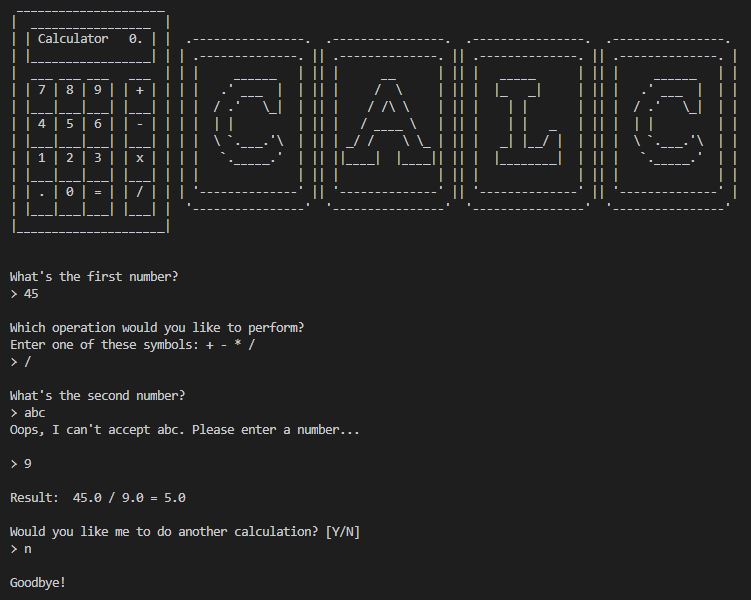 Calculator 0.
CALC
7 8 9 +
4 5 6 -
1 2 3 x
. 0 = /
What's the first number?
> 45
Which operation would you like to perform?
Enter one of these symbols: + - * /
> /
What's the second number?
> abc
Oops, I can't accept abc. Please enter a number...
> 9
Result:  45.0 / 9.0 = 5.0
Would you like me to do another calculation? [Y/N]
> n
Goodbye!